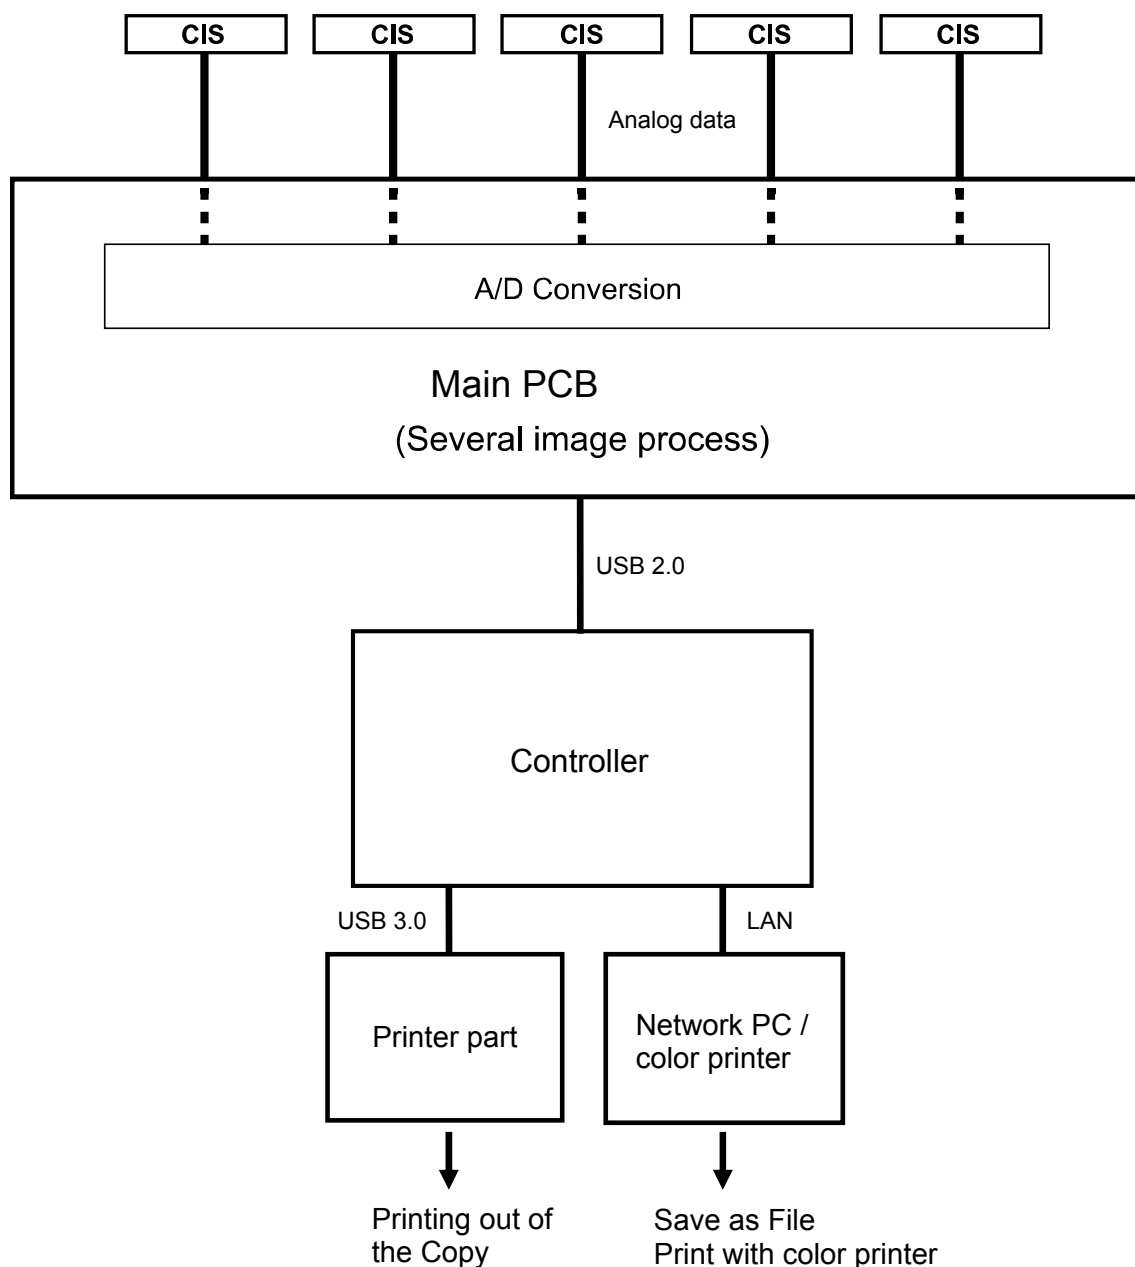 CIS CIS CIS CIS CIS
Analog data
A/D Conversion
Main PCB
(Several image process)
USB 2.0
Controller
USB 3.0
LAN
Printer part
Network PC /
color printer
Printing out of
the Copy
Save as File
Print with color printer